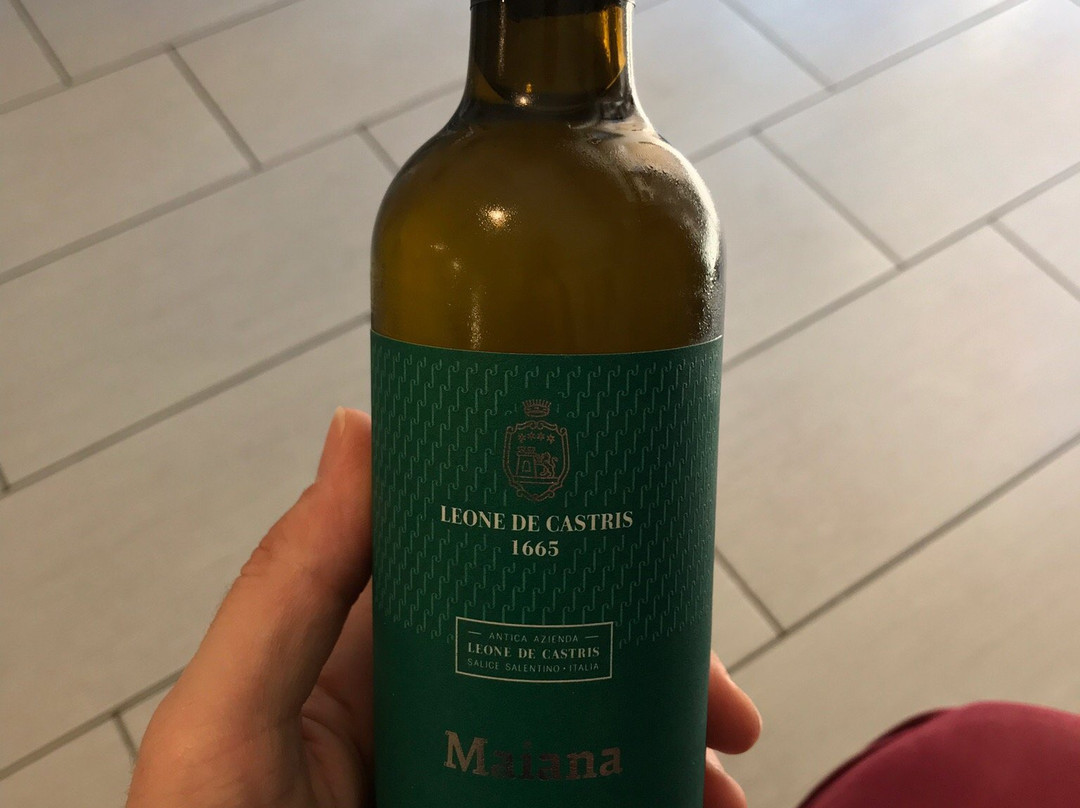 LEONE DE CASTRIS
1665
ANTICA AZIENDA
LEONE DE CASTRIS
SALICE SALENTINO • ITALIA
Maiana